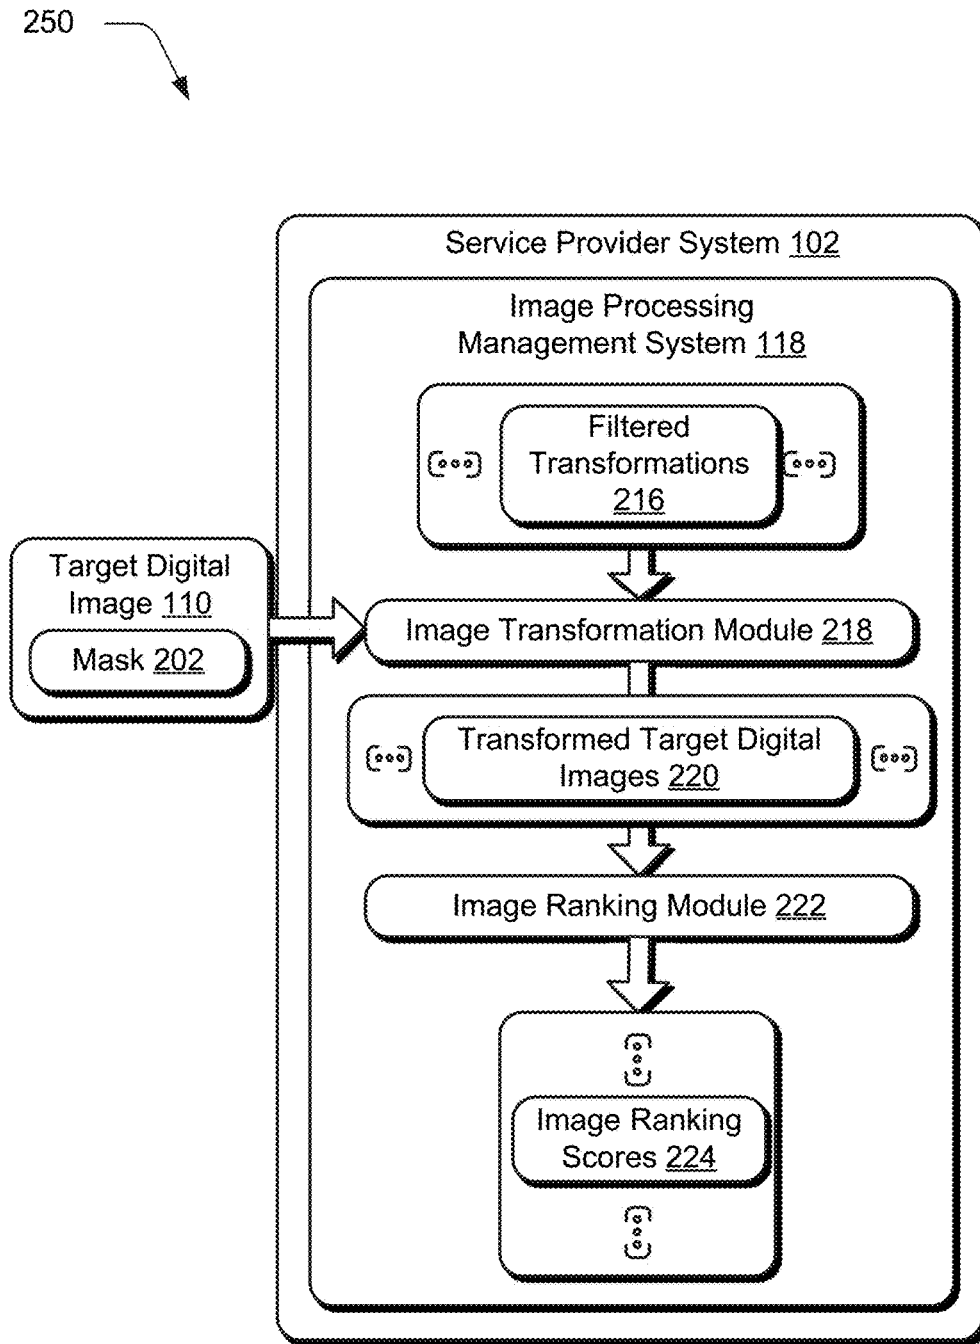 250
Service Provider System 102
Image Processing
Management System 118
Filtered
Transformations
216
Target Digital
Image 110
Mask 202
Image Transformation Module 218
Transformed Target Digital
Images 220
Image Ranking Module 222
Image Ranking
Scores 224